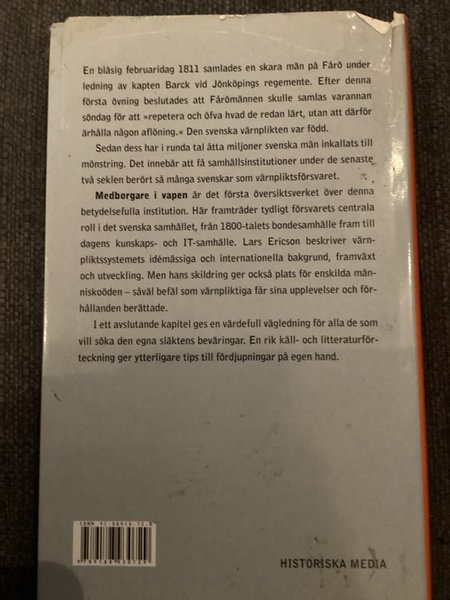 En blåsig februaridag 1811 samlades en skara män på Fårö under
ledning av kapten Barck vid Jönköpings regemente. Efter denna
första övning beslutades att Fårömännen skulle samlas varannan
söndag för att »repetera och öfva hvad de redan lärt, utan att därför
ärhålla någon aflöning.« Den svenska värnplikten var född.
Sedan dess har i runda tal åtta miljoner svenska män inkallats till
mönstring. Det innebär att få samhällsinstitutioner under de senaste
två seklen berört så många svenskar som värnpliktsförsvaret.
Medborgare i vapen är det första översiktsverket över denna
betydelsefulla institution. Här framträder tydligt försvarets centrala
roll i det svenska samhället, från 1800-talets bondesamhälle fram till
dagens kunskaps- och IT-samhälle. Lars Ericson beskriver värn-
pliktssystemets idémässiga och internationella bakgrund, framväxt
och utveckling. Men hans skildring ger också plats för enskilda män-
niskoöden – såväl befäl som värnpliktiga får sina upplevelser och för-
hållanden berättade.
I ett avslutande kapitel ges en värdefull vägledning för alla de som
vill söka den egna släktens beväringar. En rik käll- och litteraturför-
teckning ger ytterligare tips till fördjupningar på egen hand.
HISTORISKA MEDIA